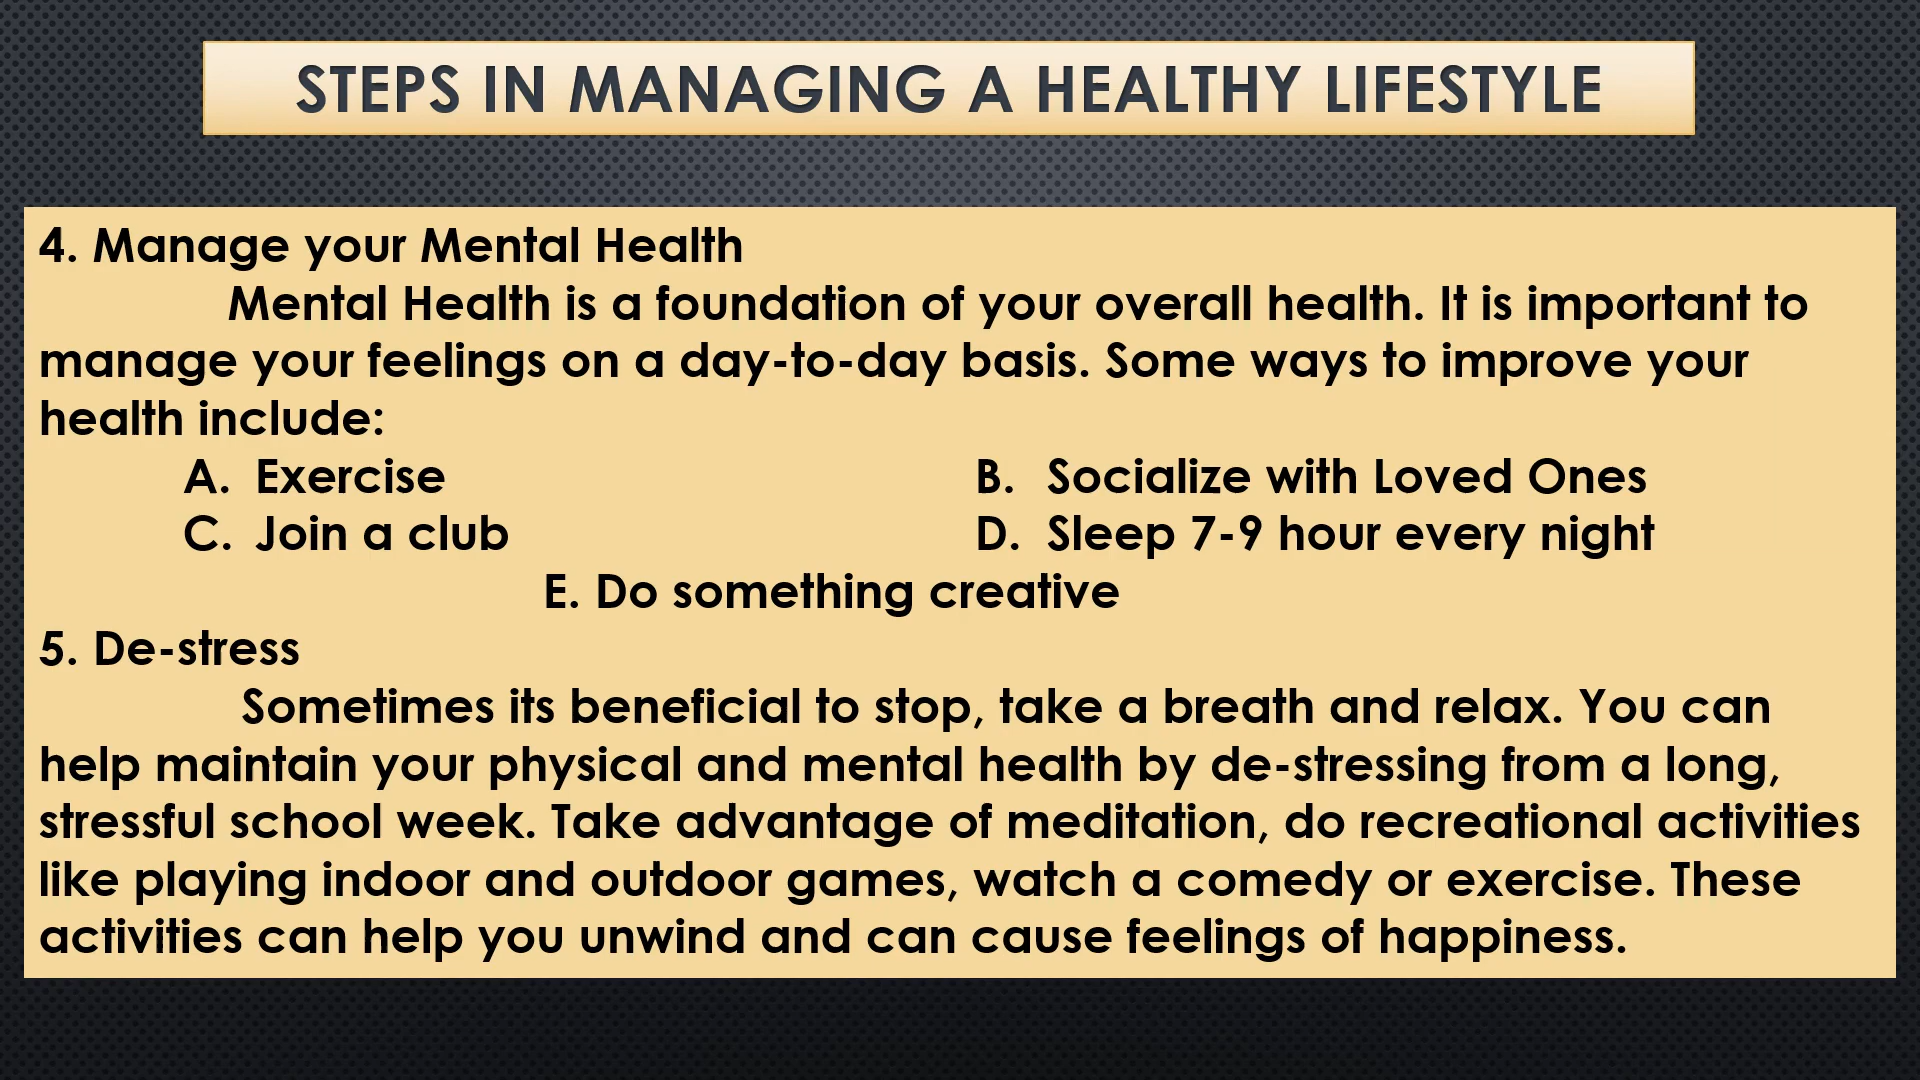 STEPS IN MANAGING A HEALTHY LIFESTYLE
4. Manage your Mental Health
Mental Health is a foundation of your overall health. It is important to
manage your feelings on a day-to-day basis. Some ways to improve your
health include:
A. Exercise B. Socialize with Loved Ones
C. Join a club D. Sleep 7-9 hour every night
E. Do something creative
5. De-stress
Sometimes its beneficial to stop, take a breath and relax. You can
help maintain your physical and mental health by de-stressing from a long,
stressful school week. Take advantage of meditation, do recreational activities
like playing indoor and outdoor games, watch a comedy or exercise. These
activities can help you unwind and can cause feelings of happiness.